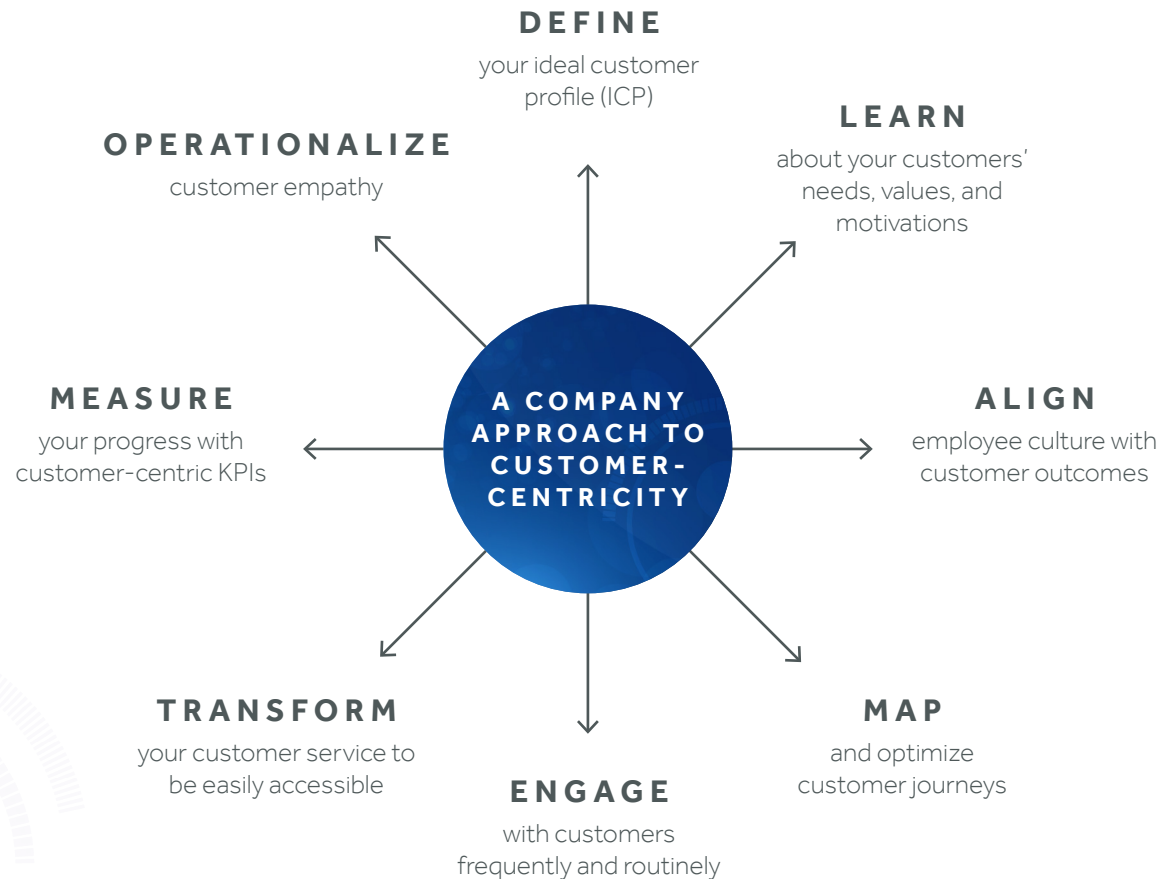 DEFINE
your ideal customer
profile (ICP)
LEARN
about your customers'
needs, values, and
motivations
ALIGN
employee culture with
customer outcomes
MAP
and optimize
customer journeys
ENGAGE
with customers
frequently and routinely
TRANSFORM
your customer service to
be easily accessible
MEASURE
your progress with
customer-centric KPIs
OPERATIONALIZE
customer empathy
A COMPANY
APPROACH TO
CUSTOMER-
CENTRICITY